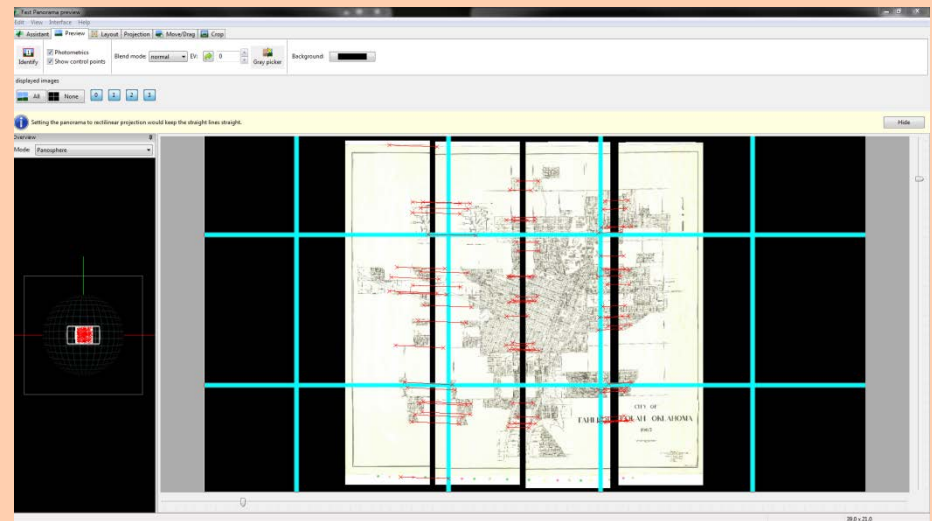 Fast Panorama preview
Edit View Interface Help
Assistant Preview Layout Projection Move/Drag Crop
Identify
Photometrics
Show control points
Blend mode: normal EV: 0
Gray picker
Background:
displayed images
All None 0 1 2 3
Setting the panorama to rectilinear projection would keep the straight lines straight.
Hide
Overview
Mode: Panosphere
CITY OF
OKLAHOMA
39.0 x 21.0